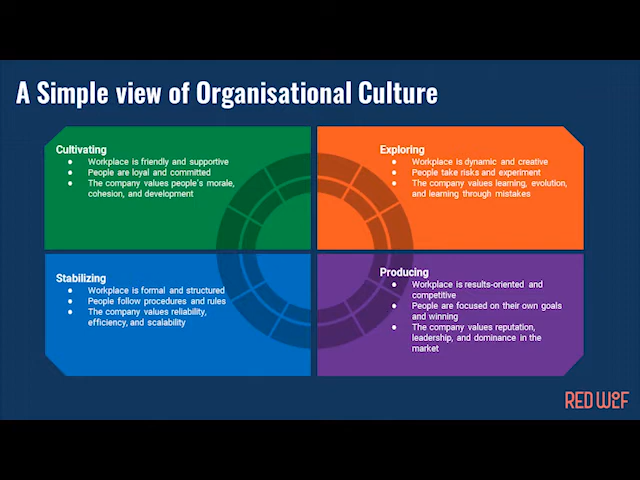 A Simple view of Organisational Culture
Cultivating
● Workplace is friendly and supportive
● People are loyal and committed
● The company values people's morale,
cohesion, and development
Exploring
● Workplace is dynamic and creative
● People take risks and experiment
● The company values learning, evolution,
and learning through mistakes
Stabilizing
● Workplace is formal and structured
● People follow procedures and rules
● The company values reliability,
efficiency, and scalability
Producing
● Workplace is results-oriented and
competitive
● People are focused on their own goals
and winning
● The company values reputation,
leadership, and dominance in the
market
RED WOLF